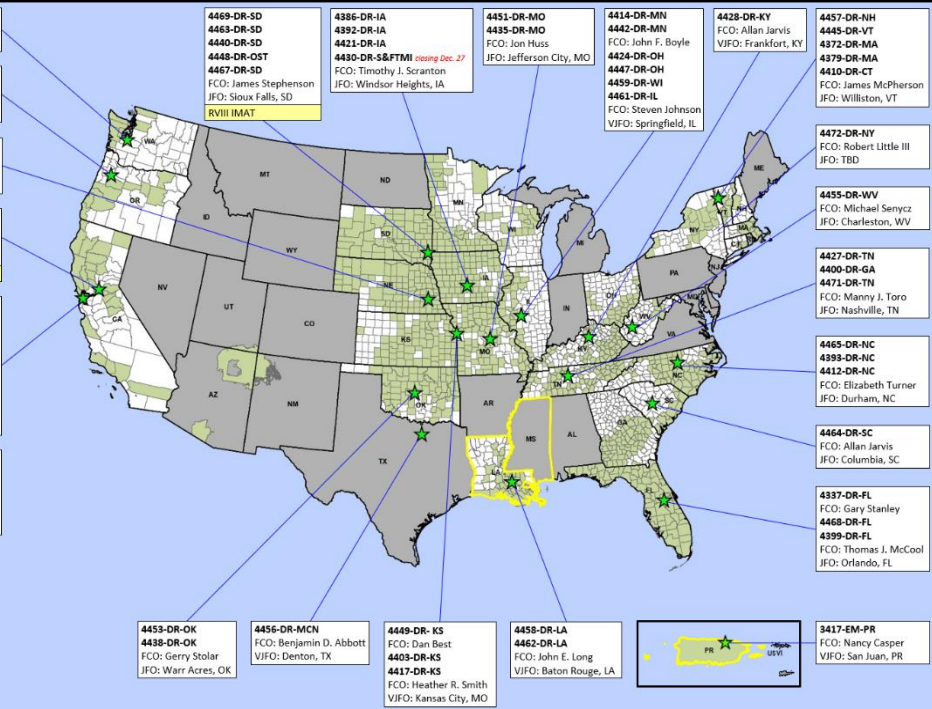 4469-DR-SD
4463-DR-SD
4440-DR-SD
4448-DR-OST
4467-DR-SD
FCO: James Stephenson
JFO: Sioux Falls, SD
RVIII IMAT
4386-DR-IA
4392-DR-IA
4421-DR-IA
4430-DR-S&FTMI closing Dec. 27
FCO: Timothy J. Scranton
JFO: Windsor Heights, IA
4451-DR-MO
4435-DR-MO
FCO: Jon Huss
JFO: Jefferson City, MO
4414-DR-MN
4442-DR-MN
FCO: John F. Boyle
4424-DR-OH
4447-DR-OH
4459-DR-WI
4461-DR-IL
FCO: Steven Johnson
VJFO: Springfield, IL
4428-DR-KY
FCO: Allan Jarvis
VJFO: Frankfort, KY
4457-DR-NH
4445-DR-VT
4372-DR-MA
4379-DR-MA
4410-DR-CT
FCO: James McPherson
JFO: Williston, VT
4472-DR-NY
FCO: Robert Little III
JFO: TBD
4455-DR-WV
FCO: Michael Senycz
JFO: Charleston, WV
4427-DR-TN
4400-DR-GA
4471-DR-TN
FCO: Manny J. Toro
JFO: Nashville, TN
4465-DR-NC
4393-DR-NC
4412-DR-NC
FCO: Elizabeth Turner
JFO: Durham, NC
4464-DR-SC
FCO: Allan Jarvis
JFO: Columbia, SC
4337-DR-FL
FCO: Gary Stanley
4468-DR-FL
4399-DR-FL
FCO: Thomas J. McCool
JFO: Orlando, FL
WA
MT
ND
MN
ME
OR
ID
SD
WI
VT
NH
NY
MA
CT
WY
MI
IA
NE
PA
NJ
NV
UT
CO
IN
OH
MD
CA
WV
VA
KS
MO
KY
NC
TN
AZ
NM
OK
AR
SC
MS
AL
GA
TX
LA
FL
4453-DR-OK
4438-DR-OK
FCO: Gerry Stolar
JFO: Warr Acres, OK
4456-DR-MCN
FCO: Benjamin D. Abbott
VJFO: Denton, TX
4449-DR- KS
FCO: Dan Best
4403-DR-KS
4417-DR-KS
FCO: Heather R. Smith
VJFO: Kansas City, MO
4458-DR-LA
4462-DR-LA
FCO: John E. Long
VJFO: Baton Rouge, LA
PR
USVI
3417-EM-PR
FCO: Nancy Casper
VJFO: San Juan, PR